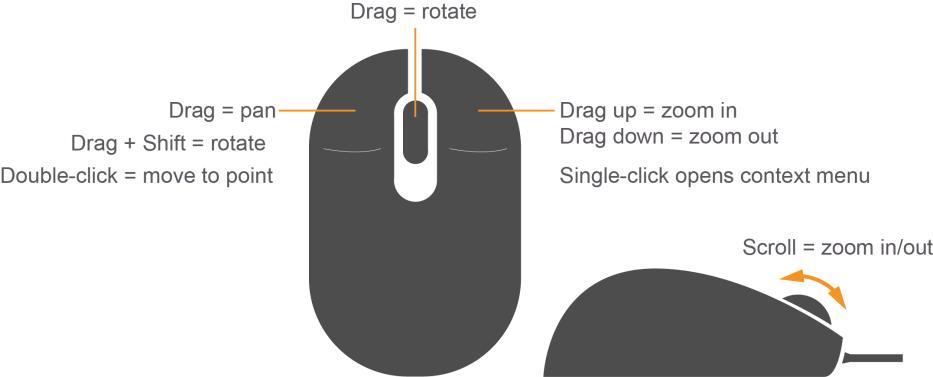 Drag = rotate
Drag = pan
Drag + Shift = rotate
Double-click = move to point
Drag up = zoom in
Drag down = zoom out
Single-click opens context menu
Scroll = zoom in/out